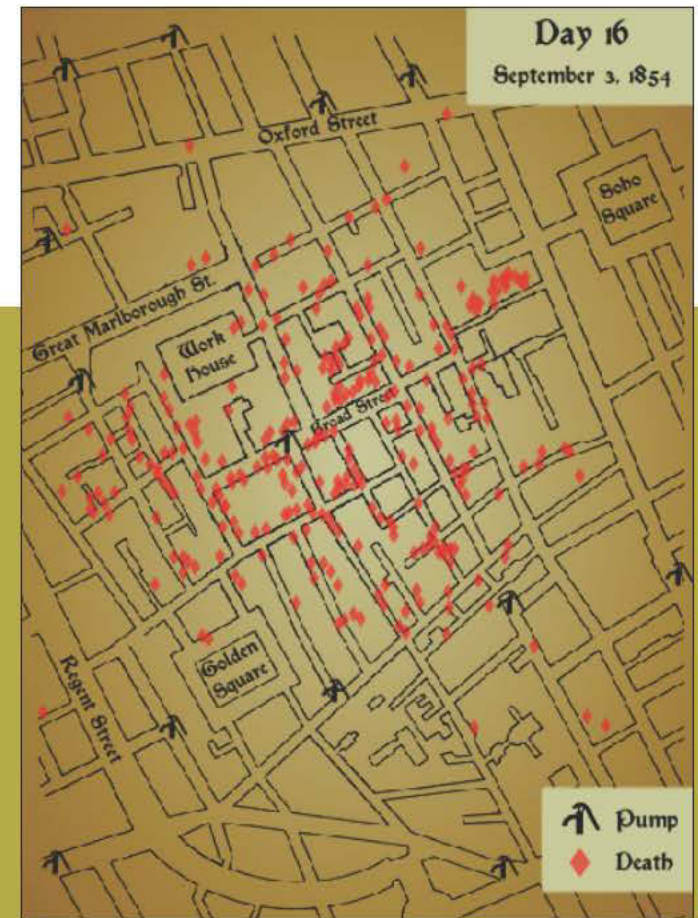 Day 16
September 3, 1854
Oxford Street
Soho
Square
Great Marlborough St.
Work
House
Broad Street
Golden
Square
Regent Street
Pump
Death